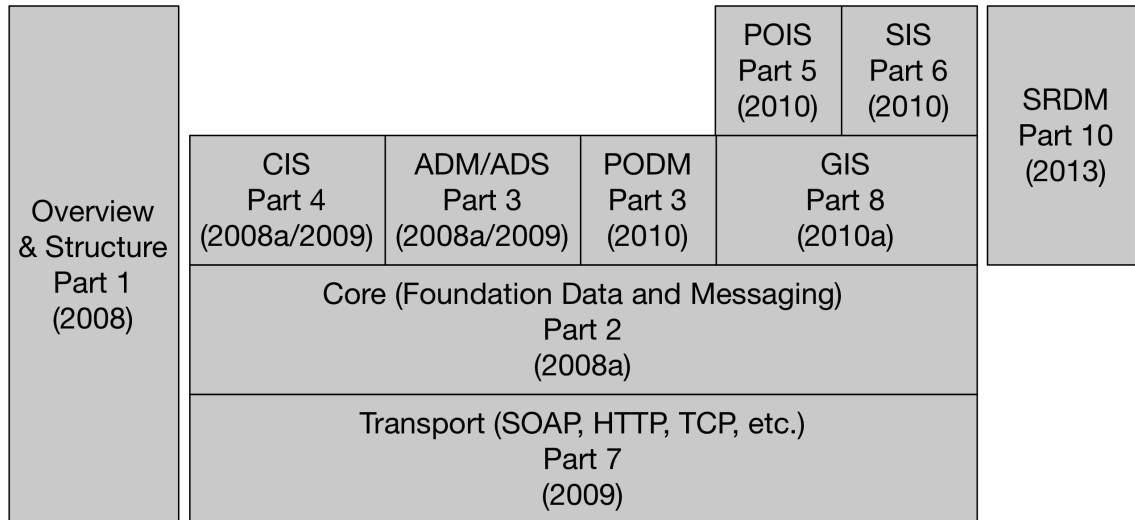 Overview
& Structure
Part 1
(2008)
POIS
Part 5
(2010)
SIS
Part 6
(2010)
SRDM
Part 10
(2013)
CIS
Part 4
(2008a/2009)
ADM/ADS
Part 3
(2008a/2009)
PODM
Part 3
(2010)
GIS
Part 8
(2010a)
Core (Foundation Data and Messaging)
Part 2
(2008a)
Transport (SOAP, HTTP, TCP, etc.)
Part 7
(2009)